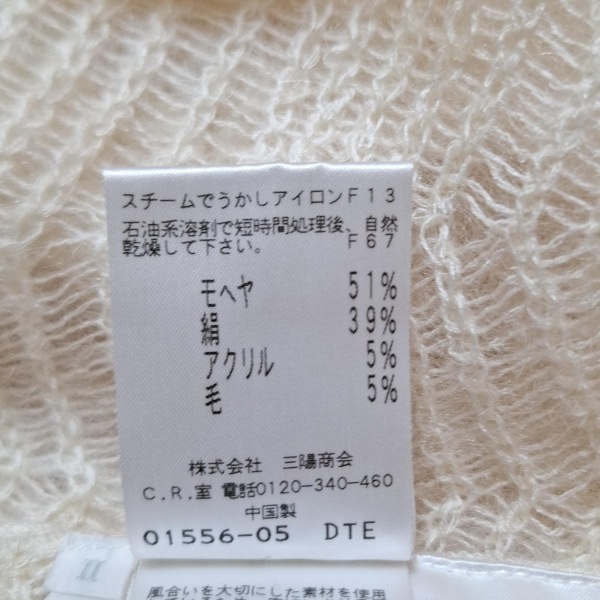 スチームでうかしアイロンF13
石油系溶剤で短時間処理後、自然
乾燥して下さい。 F67
モヘヤ 51%
絹 39%
アクリル 5%
毛 5%
株式会社 三陽商会
C.R.室 電話0120-340-460
中国製
01556-05 DTE
II
風合いを大切にした素材を使用